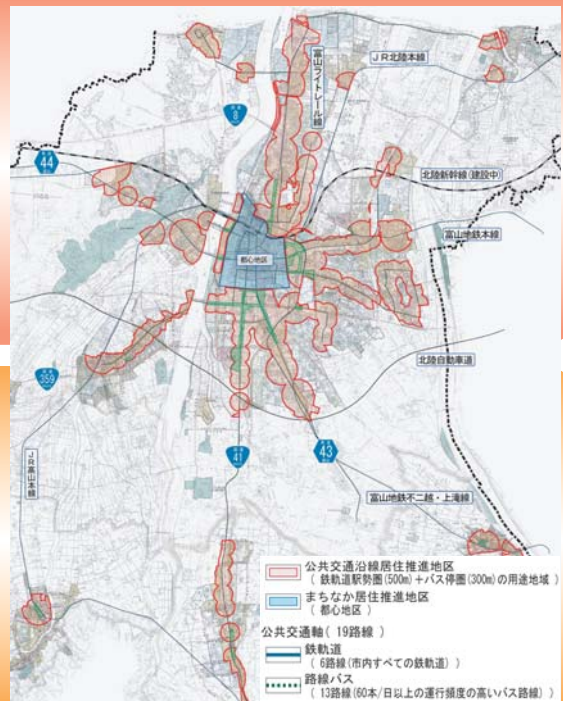 JR北陸本線
富山ライトレール線
8
44
北陸新幹線(建設中)
富山地鉄本線
都心地区
北陸自動車道
359
JR高山本線
41
43
富山地鉄不二越・上滝線
公共交通沿線居住推進地区
( 鉄軌道駅勢圏(500m)+バス停圏(300m)の用途地域 )
まちなか居住推進地区
( 都心地区 )
公共交通軸( 19路線 )
鉄軌道
( 6路線(市内すべての鉄軌道) )
路線バス
( 13路線(60本/日以上の運行頻度の高いバス路線) )